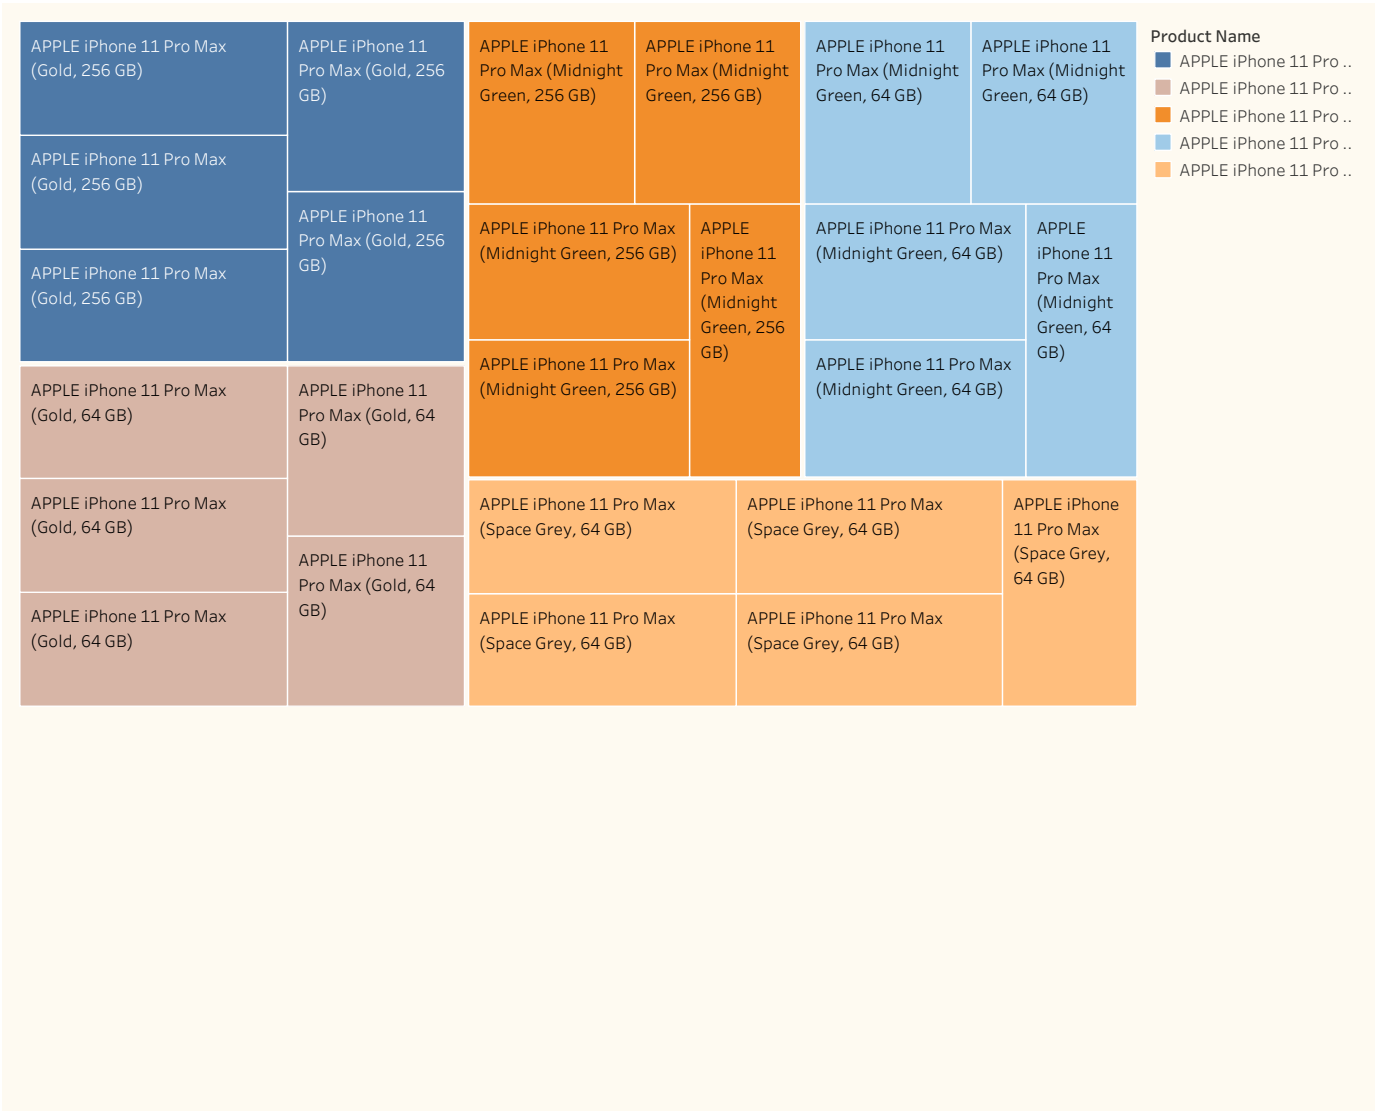 APPLE iPhone 11 Pro Max
(Gold, 256 GB)
APPLE iPhone 11 Pro Max
(Gold, 256 GB)
APPLE iPhone 11 Pro Max
(Gold, 256 GB)
APPLE iPhone 11
Pro Max (Gold, 256
GB)
APPLE iPhone 11
Pro Max (Gold, 256
GB)
APPLE iPhone 11 Pro Max
(Gold, 64 GB)
APPLE iPhone 11 Pro Max
(Gold, 64 GB)
APPLE iPhone 11 Pro Max
(Gold, 64 GB)
APPLE iPhone 11
Pro Max (Gold, 64
GB)
APPLE iPhone 11
Pro Max (Gold, 64
GB)
APPLE iPhone 11
Pro Max (Midnight
Green, 256 GB)
APPLE iPhone 11
Pro Max (Midnight
Green, 256 GB)
APPLE iPhone 11 Pro Max
(Midnight Green, 256 GB)
APPLE iPhone 11 Pro Max
(Midnight Green, 256 GB)
APPLE
iPhone 11
Pro Max
(Midnight
Green, 256
GB)
APPLE iPhone 11
Pro Max (Midnight
Green, 64 GB)
APPLE iPhone 11
Pro Max (Midnight
Green, 64 GB)
APPLE iPhone 11 Pro Max
(Midnight Green, 64 GB)
APPLE iPhone 11 Pro Max
(Midnight Green, 64 GB)
APPLE
iPhone 11
Pro Max
(Midnight
Green, 64
GB)
APPLE iPhone 11 Pro Max
(Space Grey, 64 GB)
APPLE iPhone 11 Pro Max
(Space Grey, 64 GB)
APPLE iPhone 11 Pro Max
(Space Grey, 64 GB)
APPLE iPhone 11 Pro Max
(Space Grey, 64 GB)
APPLE iPhone
11 Pro Max
(Space Grey,
64 GB)
Product Name
APPLE iPhone 11 Pro ..
APPLE iPhone 11 Pro ..
APPLE iPhone 11 Pro ..
APPLE iPhone 11 Pro ..
APPLE iPhone 11 Pro ..